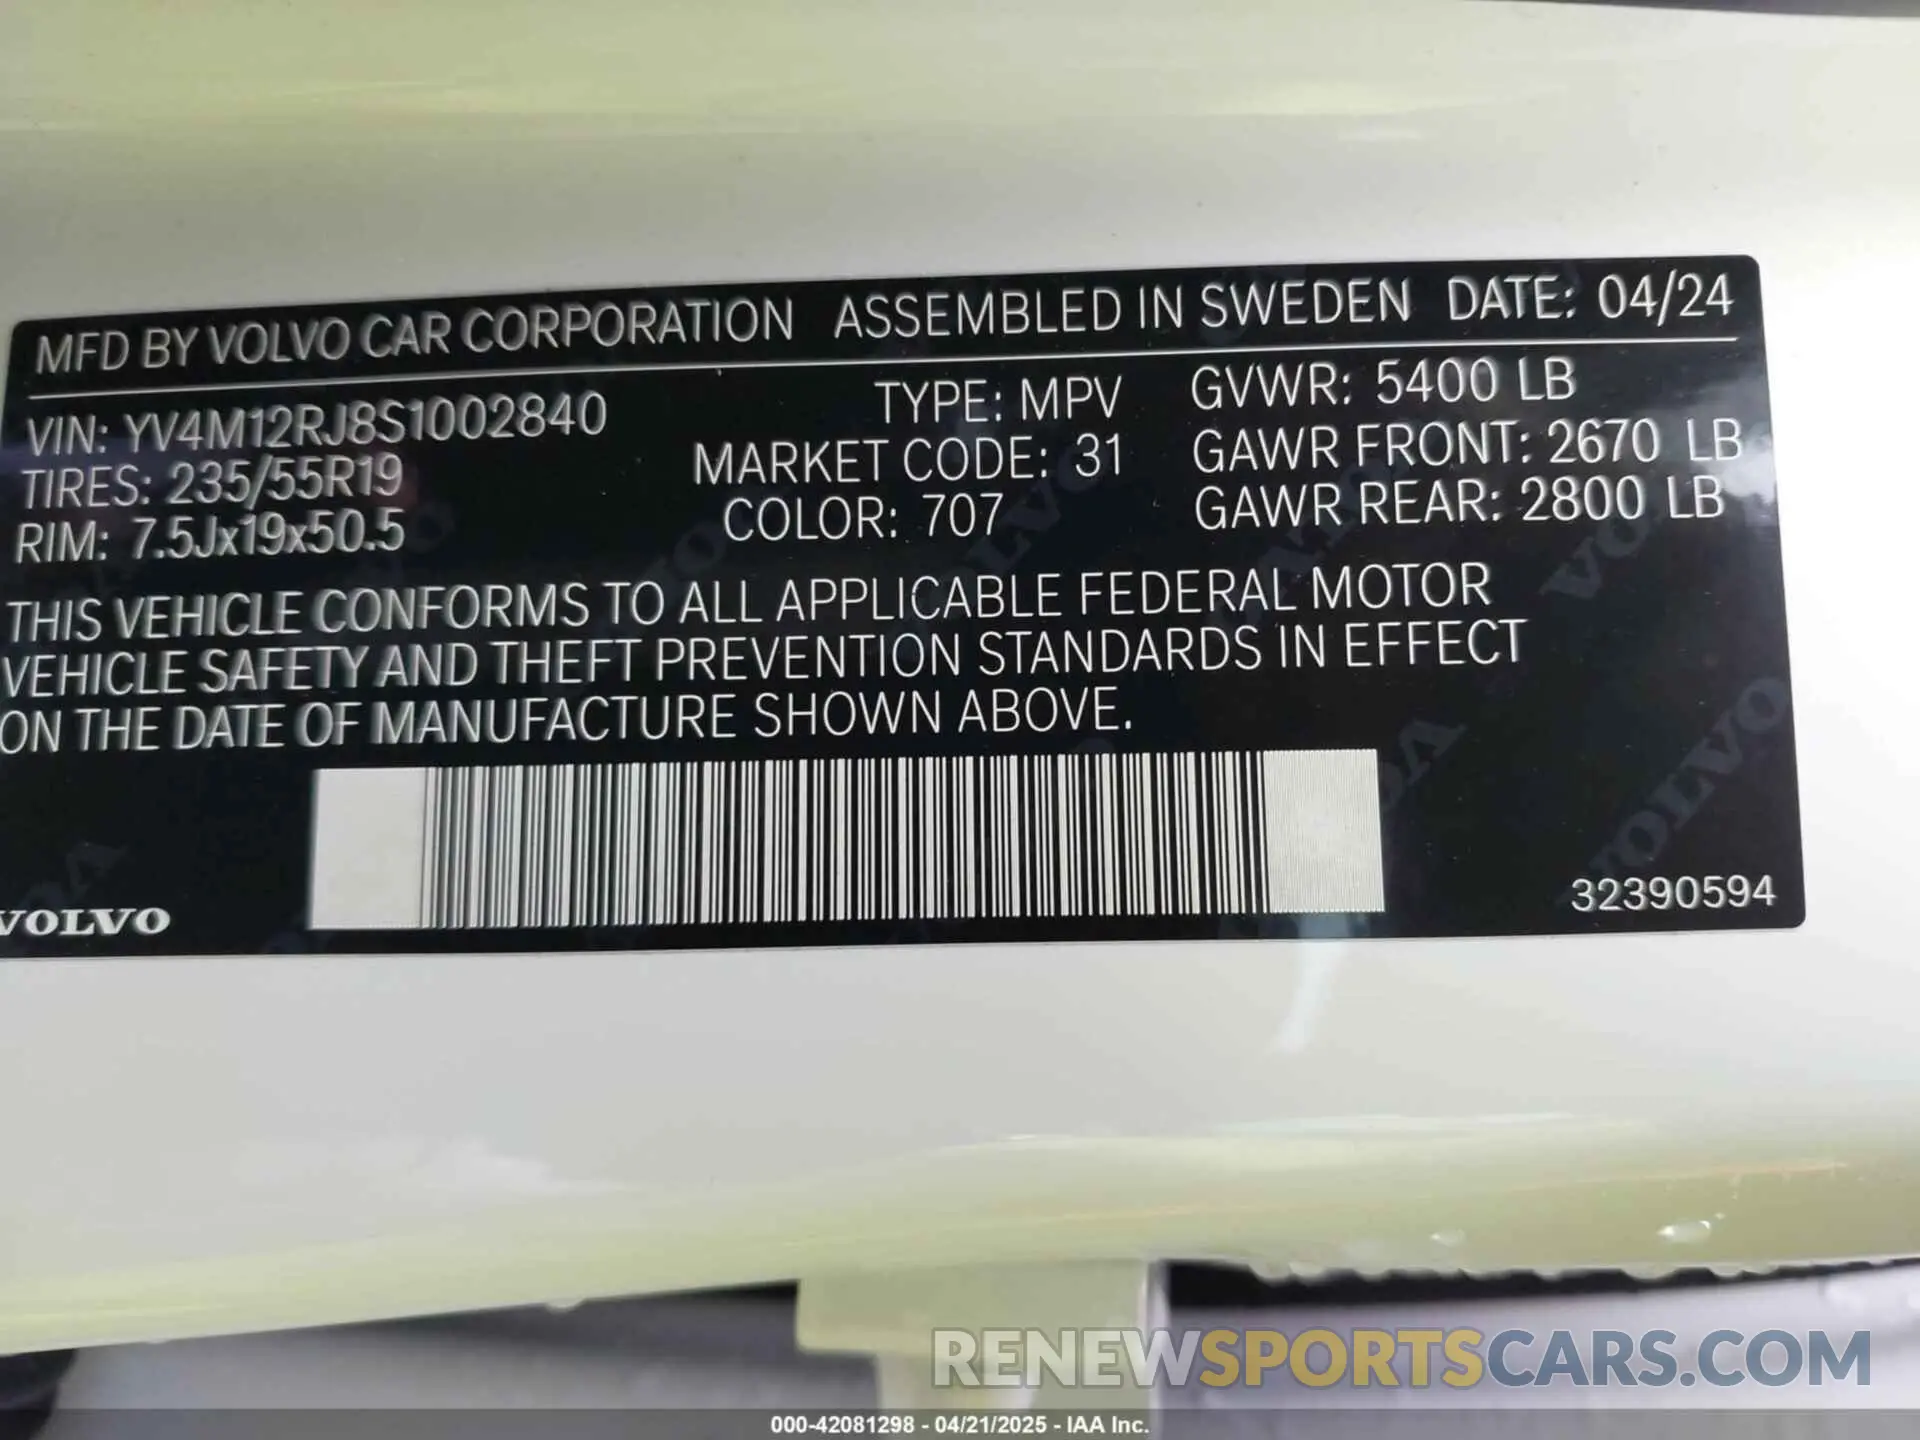 MFD BY VOLVO CAR CORPORATION ASSEMBLED IN SWEDEN DATE: 04/24
VIN: YV4M12RJ8S1002840 TYPE: MPV GVWR: 5400 LB
TIRES: 235/55R19 MARKET CODE: 31 GAWR FRONT: 2670 LB
RIM: 7.5Jx19x50.5 COLOR: 707 GAWR REAR: 2800 LB
THIS VEHICLE CONFORMS TO ALL APPLICABLE FEDERAL MOTOR
VEHICLE SAFETY AND THEFT PREVENTION STANDARDS IN EFFECT
ON THE DATE OF MANUFACTURE SHOWN ABOVE.
VOLVO 32390594
RENEWSPORTSCARS.COM
000-42081298 - 04/21/2025 - IAA Inc.